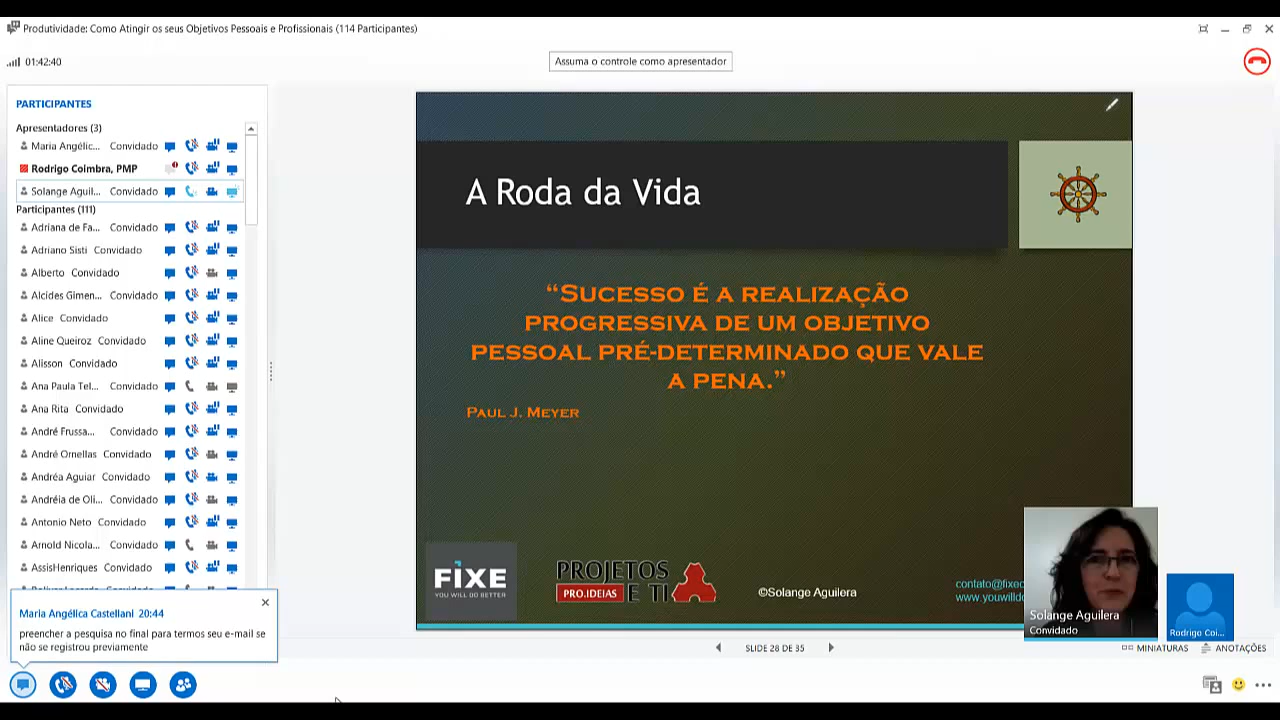 Produtividade: Como Atingir os seus Objetivos Pessoais e Profissionais (114 Participantes)
01:42:40
Assuma o controle como apresentador
PARTICIPANTES
Apresentadores (3)
Maria Angélic... Convidado
Rodrigo Coimbra, PMP
Solange Aguil... Convidado
Participantes (111)
Adriana de Fa... Convidado
Adriano Sisti Convidado
Alberto Convidado
Alcides Gimen... Convidado
Alice Convidado
Aline Queiroz Convidado
Alisson Convidado
Ana Paula Tel... Convidado
Ana Rita Convidado
André Frussa... Convidado
André Ornellas Convidado
Andréa Aguiar Convidado
Andréia de Oli... Convidado
Antonio Neto Convidado
Arnold Nicola... Convidado
AssisHenriques Convidado
Maria Angélica Castellani 20:44
preencher a pesquisa no final para termos seu e-mail se
não se registrou previamente
A Roda da Vida
“Sucesso é a realização
progressiva de um objetivo
pessoal pré-determinado que vale
a pena.”
Paul J. Meyer
FIXE
YOU WILL DO BETTER
PROJETOS
PRO.IDEIAS E TI
©Solange Aguilera
contato@fixec
www.youwilldo
Solange Aguilera
Convidado
Rodrigo Coi...
SLIDE 28 DE 35
MINIATURAS
ANOTAÇÕES